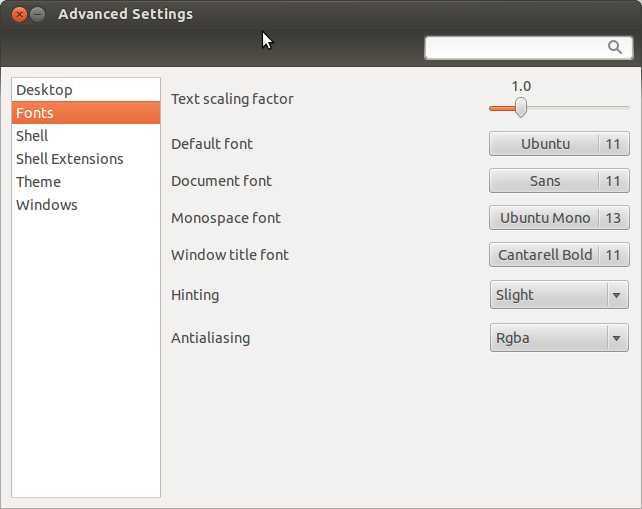 Advanced Settings
Desktop
Fonts
Shell
Shell Extensions
Theme
Windows
Text scaling factor 1.0
Default font Ubuntu 11
Document font Sans 11
Monospace font Ubuntu Mono 13
Window title font Cantarell Bold 11
Hinting Slight
Antialiasing Rgba